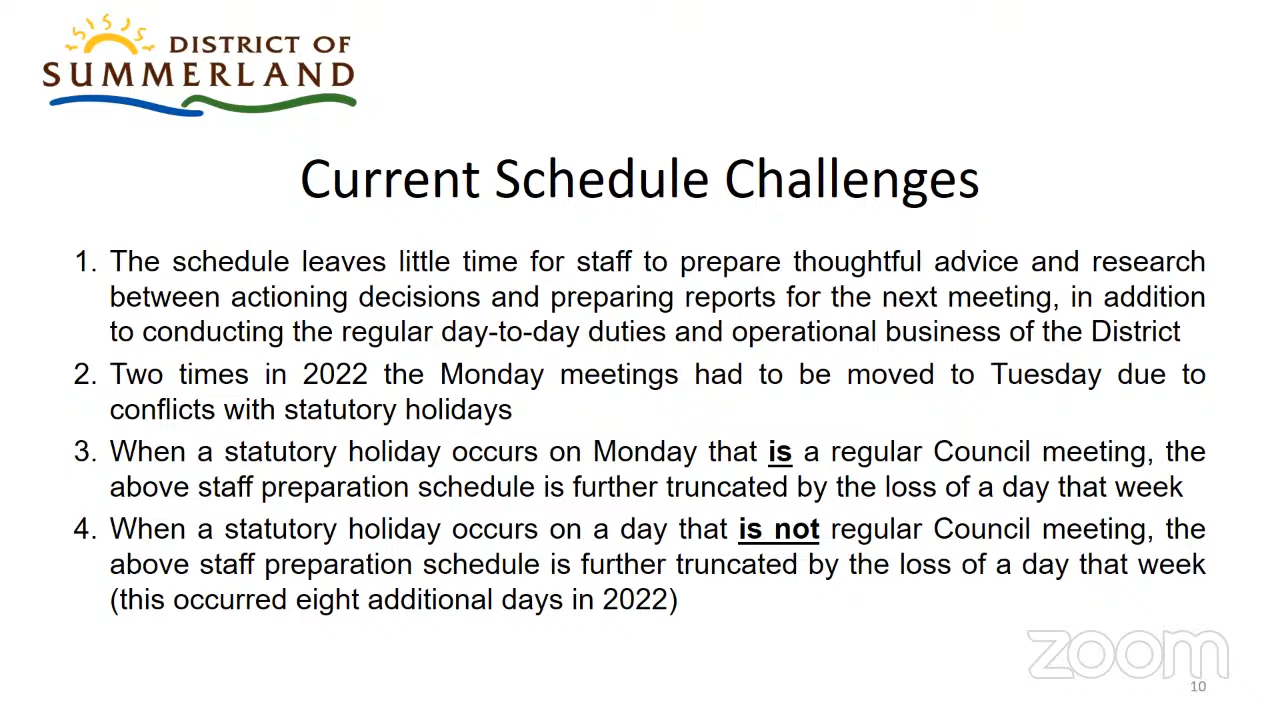 DISTRICT OF
SUMMERLAND
Current Schedule Challenges
1. The schedule leaves little time for staff to prepare thoughtful advice and research
between actioning decisions and preparing reports for the next meeting, in addition
to conducting the regular day-to-day duties and operational business of the District
2. Two times in 2022 the Monday meetings had to be moved to Tuesday due to
conflicts with statutory holidays
3. When a statutory holiday occurs on Monday that is a regular Council meeting, the
above staff preparation schedule is further truncated by the loss of a day that week
4. When a statutory holiday occurs on a day that is not regular Council meeting, the
above staff preparation schedule is further truncated by the loss of a day that week
(this occurred eight additional days in 2022)
zoom
10